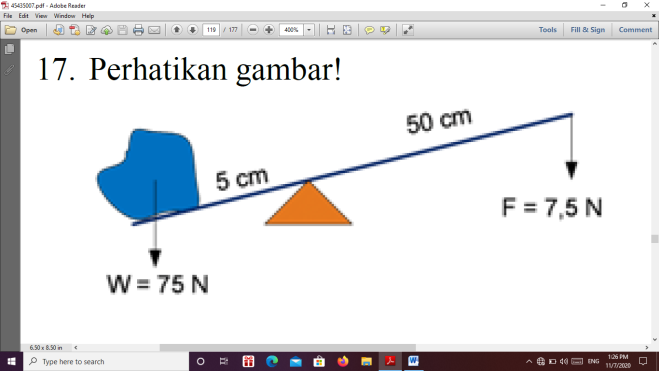 45435007.pdf - Adobe Reader
File Edit View Window Help
Open 119 / 177 400% Tools Fill & Sign Comment
17. Perhatikan gambar!
50 cm
5 cm
F = 7,5 N
W = 75 N
6.50 x 8.50 in
Type here to search
ENG
1:26 PM
11/7/2020